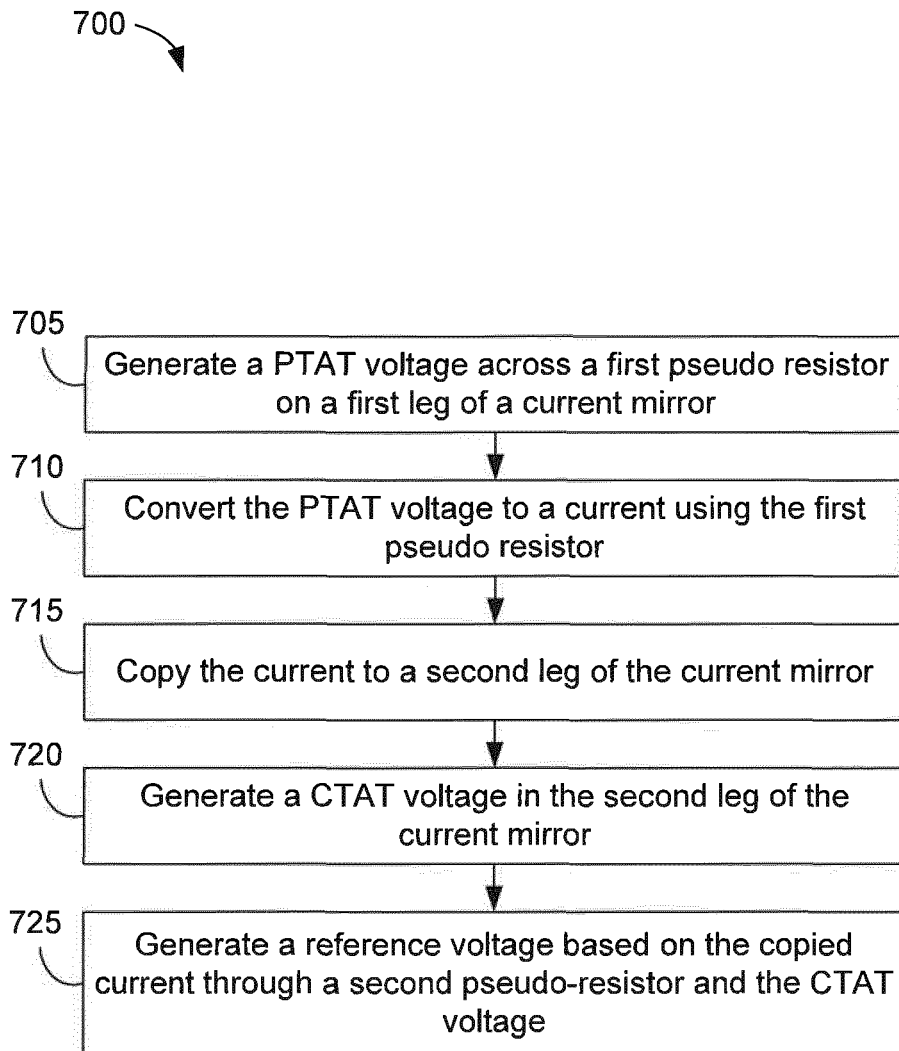 700
705
Generate a PTAT voltage across a first pseudo resistor
on a first leg of a current mirror
710
Convert the PTAT voltage to a current using the first
pseudo resistor
715
Copy the current to a second leg of the current mirror
720
Generate a CTAT voltage in the second leg of the
current mirror
725
Generate a reference voltage based on the copied
current through a second pseudo-resistor and the CTAT
voltage